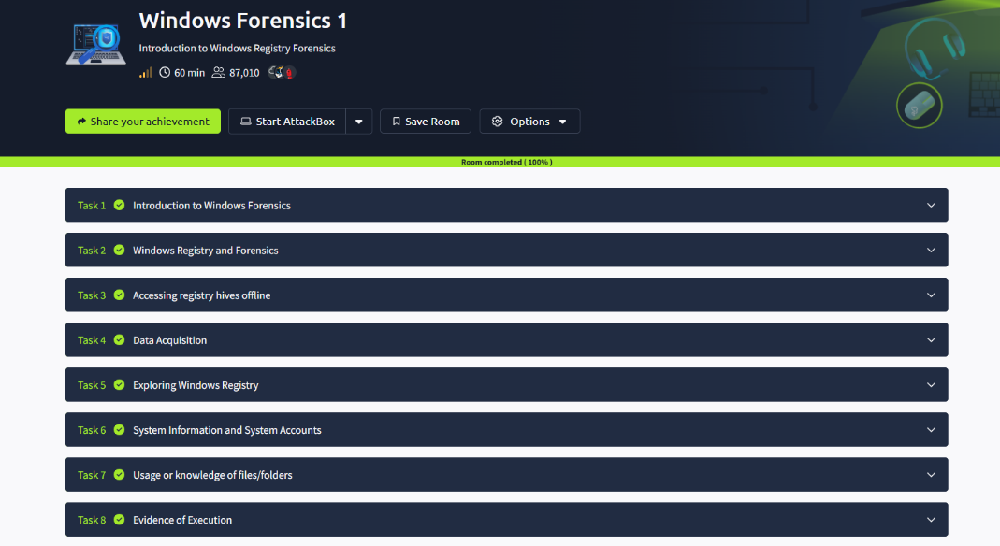 Windows Forensics 1
Introduction to Windows Registry Forensics
60 min 87,010
Share your achievement Start AttackBox Save Room Options
Room completed ( 100% )
Task 1 Introduction to Windows Forensics
Task 2 Windows Registry and Forensics
Task 3 Accessing registry hives offline
Task 4 Data Acquisition
Task 5 Exploring Windows Registry
Task 6 System Information and System Accounts
Task 7 Usage or knowledge of files/folders
Task 8 Evidence of Execution